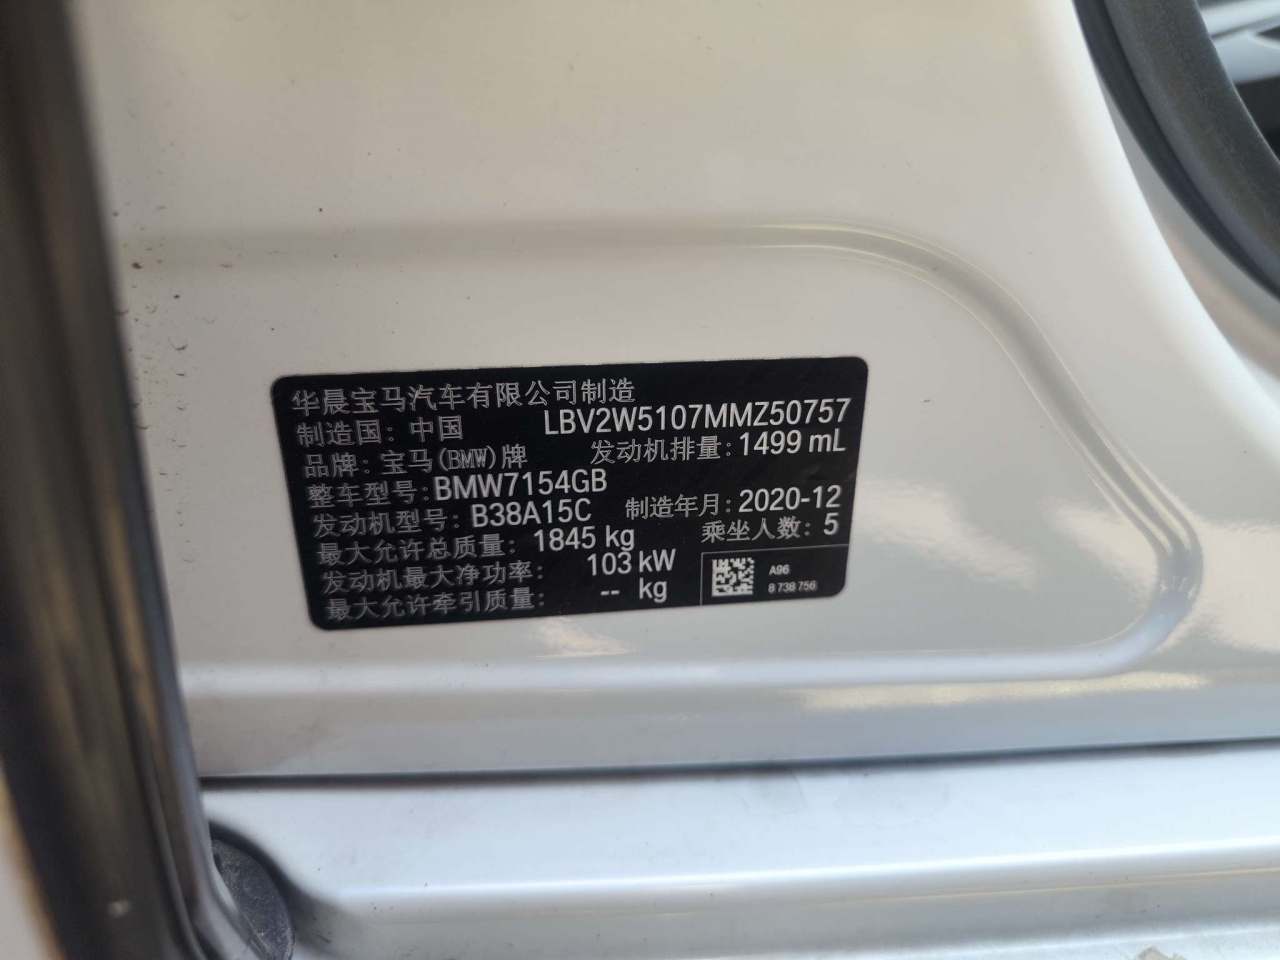 华晨宝马汽车有限公司制造
制造国: 中国 LBV2W5107MMZ50757
品牌: 宝马(BMW)牌 发动机排量: 1499 mL
整车型号: BMW7154GB
发动机型号: B38A15C 制造年月: 2020-12
最大允许总质量: 1845 kg 乘坐人数: 5
发动机最大净功率: 103 kW
最大允许牵引质量: -- kg
A96
8 738 756